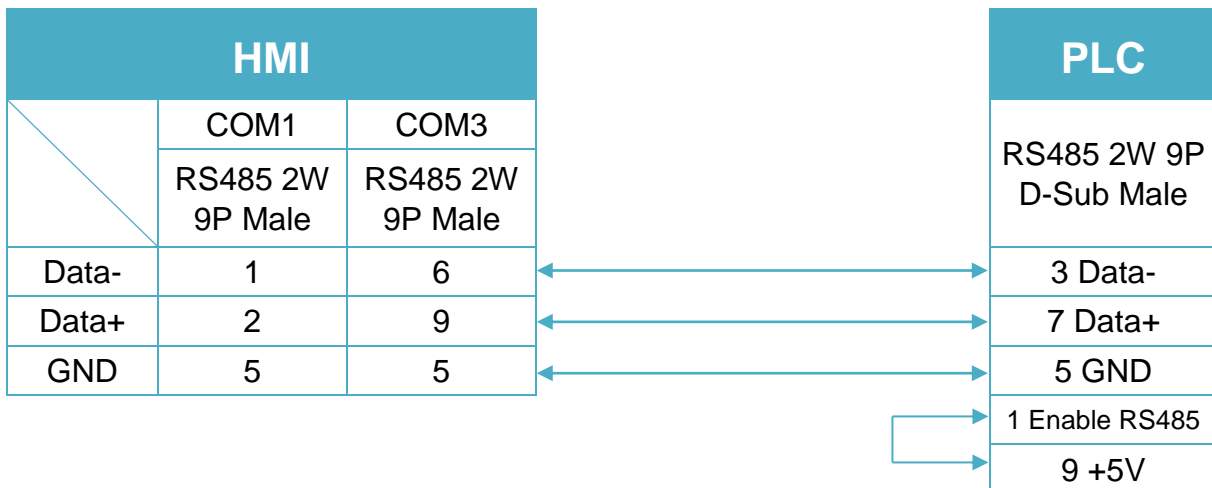 HMI
PLC
COM1 COM3
RS485 2W
9P Male
RS485 2W
9P Male
RS485 2W 9P
D-Sub Male
Data- 1 6 3 Data-
Data+ 2 9 7 Data+
GND 5 5 5 GND
1 Enable RS485
9 +5V